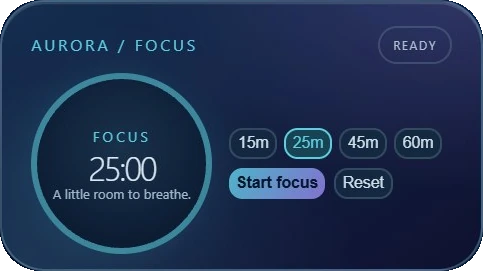 AURORA / FOCUS
READY
FOCUS
25:00
A little room to breathe.
15m 25m 45m 60m
Start focus Reset